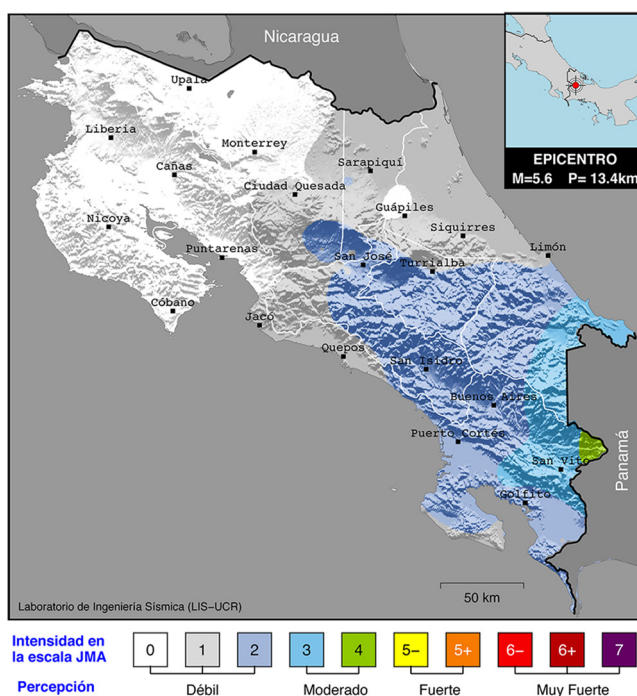 Nicaragua
EPICENTRO
M=5.6 P= 13.4km
Upala
Liberia
Monterrey
Cañas
Sarapiquí
Ciudad Quesada
Nicoya
Guápiles
Siquirres
Puntarenas
San José
Limón
Turrialba
Cóbano
Jacó
Quepos
San Isidro
Buenos Aires
Puerto Cortés
San Vito
Panamá
Golfito
50 km
Laboratorio de Ingeniería Sísmica (LIS-UCR)
Intensidad en
la escala JMA
0 1 2 3 4 5- 5+ 6- 6+ 7
Percepción
Débil Moderado Fuerte Muy Fuerte